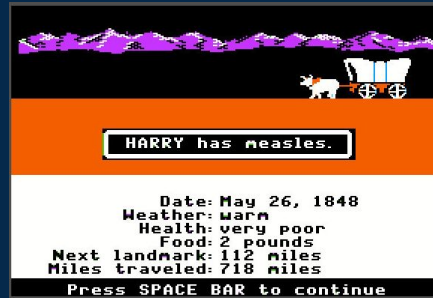 HARRY has measles.
Date: May 26, 1848
Weather: warm
Health: very poor
Food: 2 pounds
Next landmark: 112 miles
Miles traveled: 718 miles
Press SPACE BAR to continue